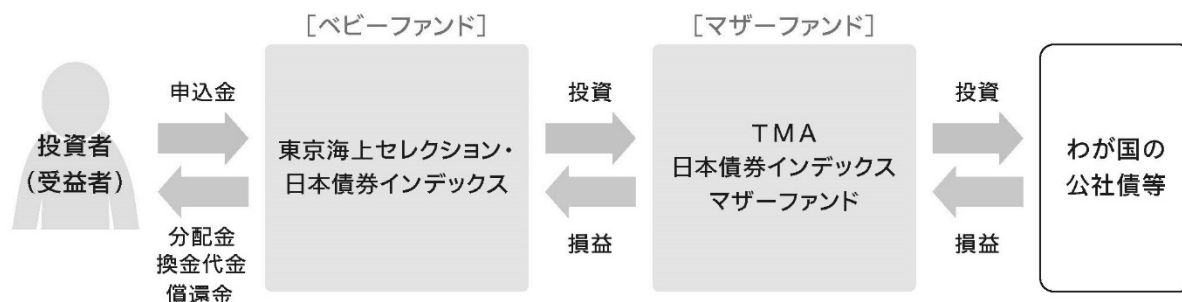 [ベビーファンド]
[マザーファンド]
申込金
投資者
(受益者)
分配金
換金代金
償還金
東京海上セレクション・
日本債券インデックス
投資
損益
TMA
日本債券インデックス
マザーファンド
投資
損益
わが国の
公社債等